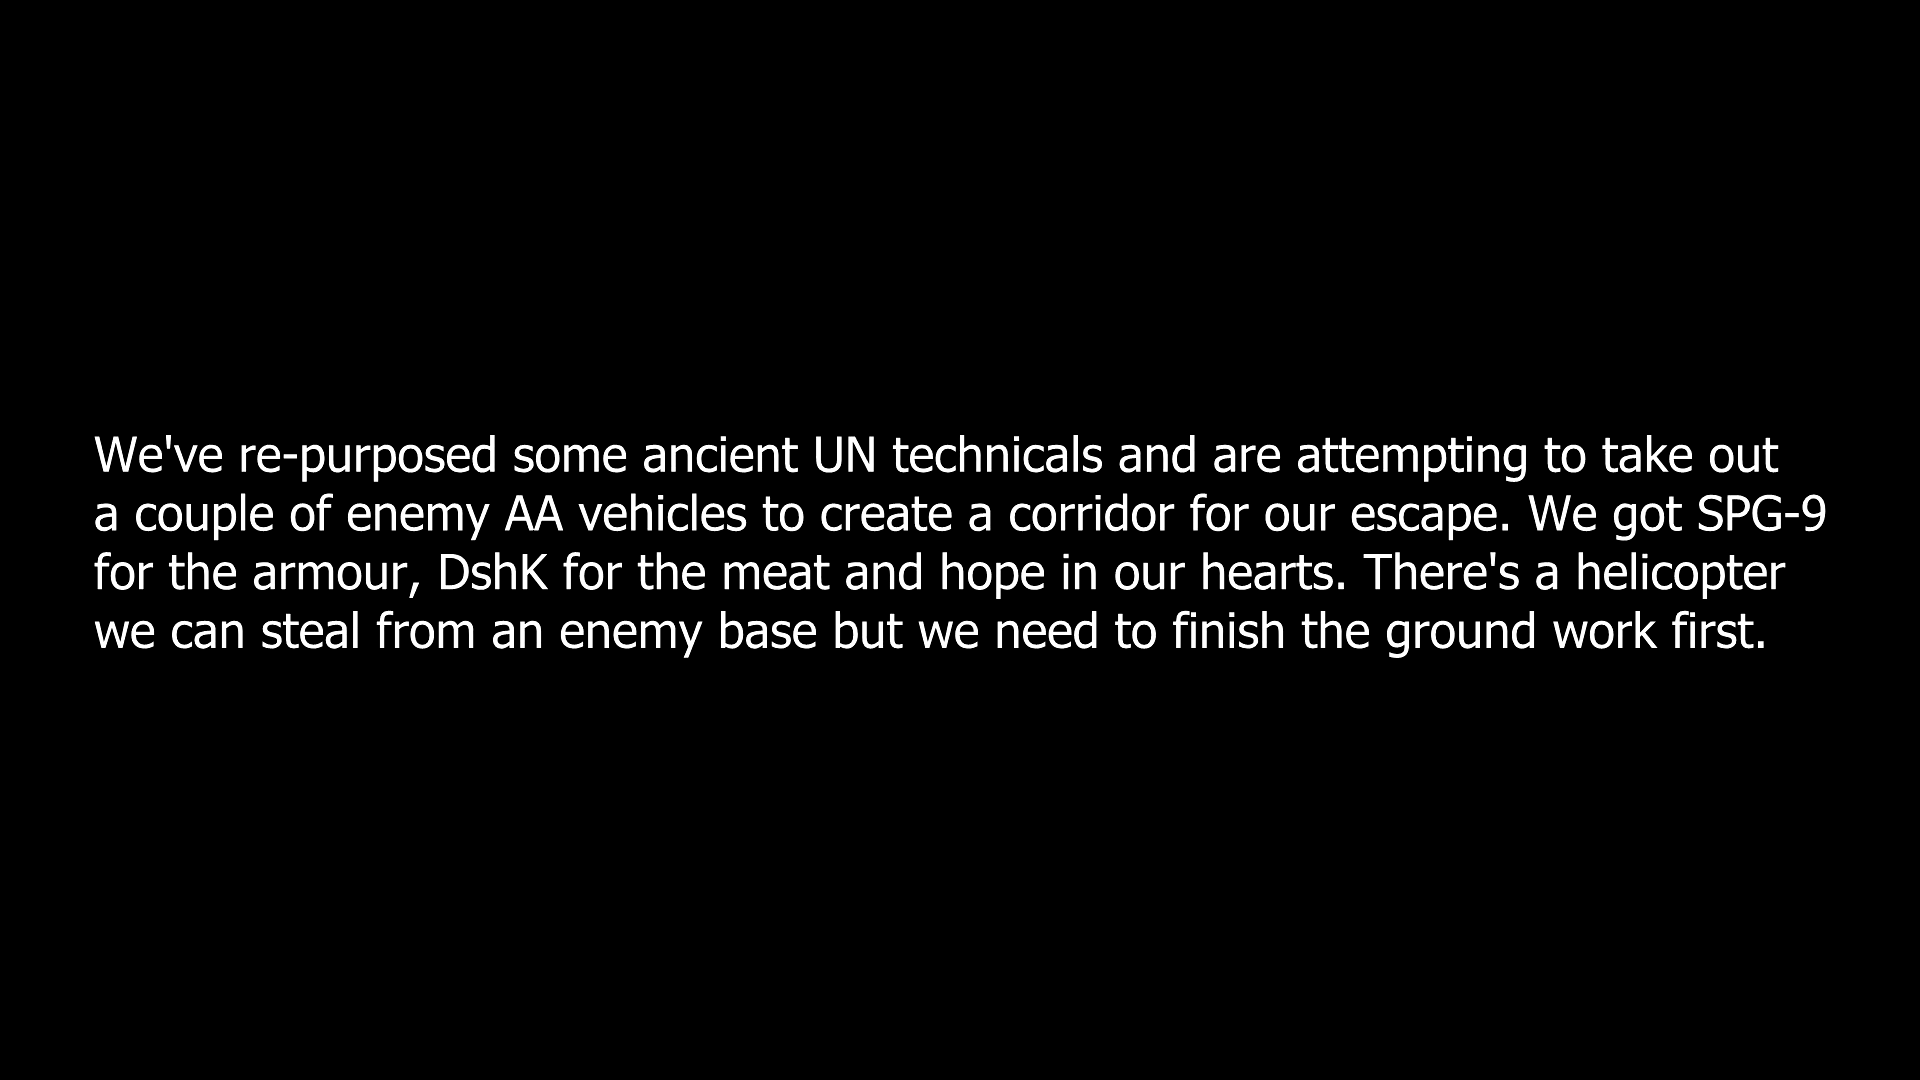 We've re-purposed some ancient UN technicals and are attempting to take out
a couple of enemy AA vehicles to create a corridor for our escape. We got SPG-9
for the armour, DshK for the meat and hope in our hearts. There's a helicopter
we can steal from an enemy base but we need to finish the ground work first.